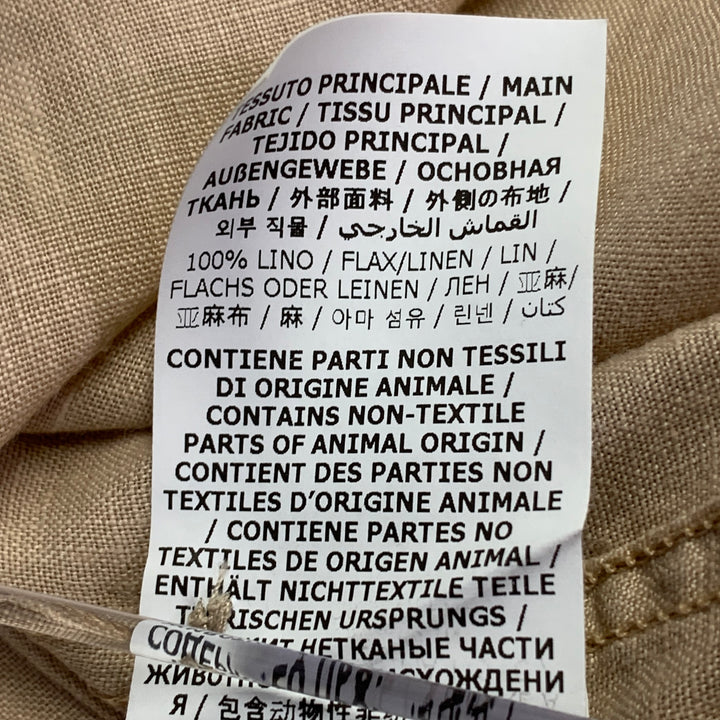 TESSUTO PRINCIPALE / MAIN
FABRIC / TISSU PRINCIPAL /
TEJIDO PRINCIPAL /
AUßENGEWEBE / ОСНОВНАЯ
ТКАНЬ / 外部面料 / 外側の布地 /
외부 직물 / القماش الخارجي
100% LINO / FLAX/LINEN / LIN /
FLACHS ODER LEINEN / ЛЕН / 亚麻/
亚麻布 / 麻 / 아마 섬유 / 린넨 / كتان
CONTIENE PARTI NON TESSILI
DI ORIGINE ANIMALE /
CONTAINS NON-TEXTILE
PARTS OF ANIMAL ORIGIN /
CONTIENT DES PARTIES NON
TEXTILES D’ORIGINE ANIMALE
/ CONTIENE PARTES NO
TEXTILES DE ORIGEN ANIMAL /
ENTHÄLT NICHTTEXTILE TEILE
URSPRUNGS /
НЕТКАНЫЕ ЧАСТИ
Я / 包含动物性非